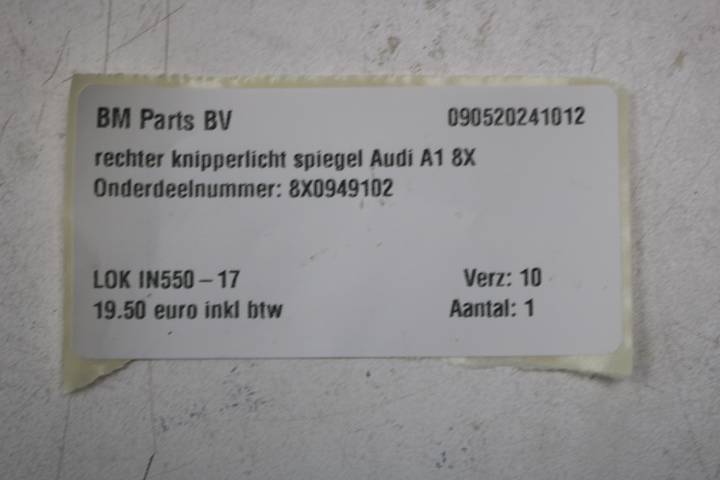 BM Parts BV 090520241012
rechter knipperlicht spiegel Audi A1 8X
Onderdeelnummer: 8X0949102
LOK IN550 - 17 Verz: 10
19.50 euro inkl btw Aantal: 1